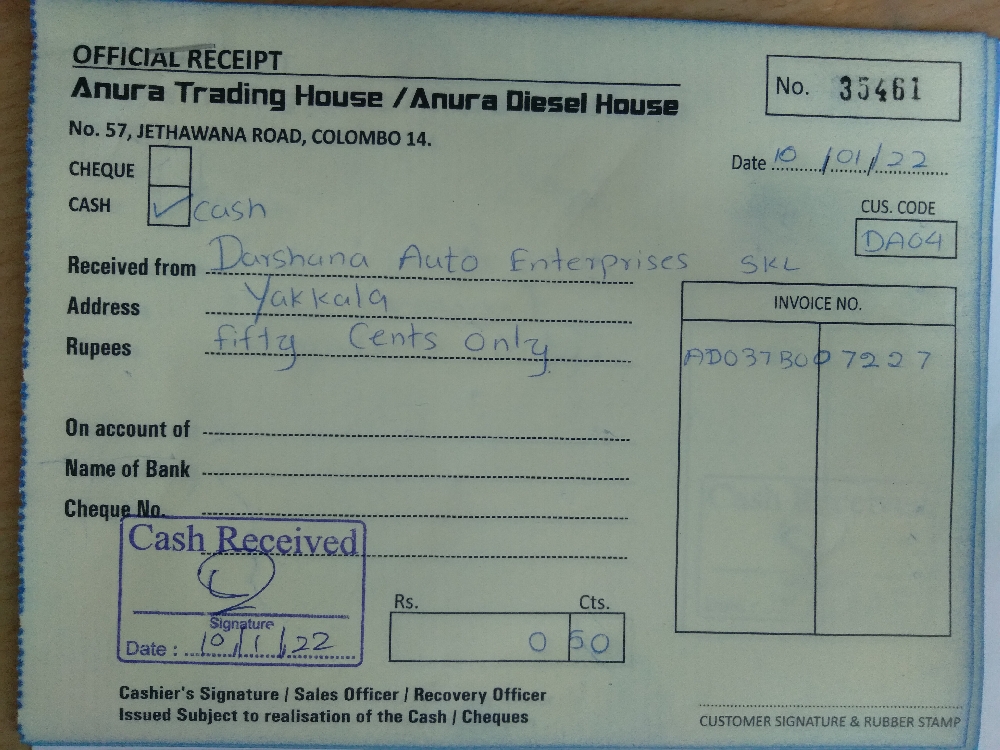 OFFICIAL RECEIPT
Anura Trading House / Anura Diesel House
No. 35461
No. 57, JETHAWANA ROAD, COLOMBO 14.
Date 10/01/22
CHEQUE
CASH ✓ cash
CUS. CODE
DA04
Received from Darshana Auto Enterprises SKL
Address Yakkala
Rupees fifty Cents only
INVOICE NO.
AD037B007227
On account of
Name of Bank
Cheque No.
Cash Received
Signature
Date : 10/1/22
Rs. Cts.
0 50
Cashier's Signature / Sales Officer / Recovery Officer
Issued Subject to realisation of the Cash / Cheques
CUSTOMER SIGNATURE & RUBBER STAMP